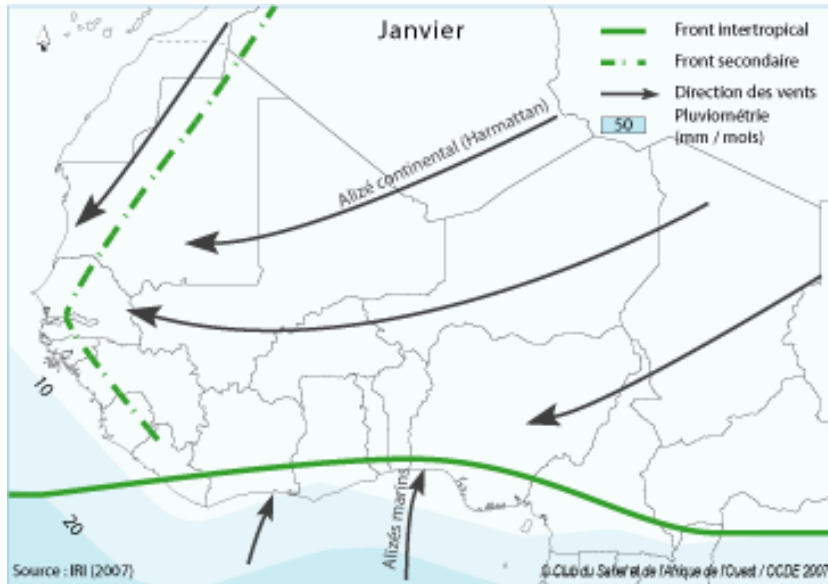 Janvier
Front intertropical
Front secondaire
Direction des vents
50
Pluviométrie
(mm / mois)
Alizé continental (Harmattan)
10
20
Alizés marins
Source : IRI (2007)
© Club du Sahel et de l'Afrique de l'Ouest / OCDE 2007